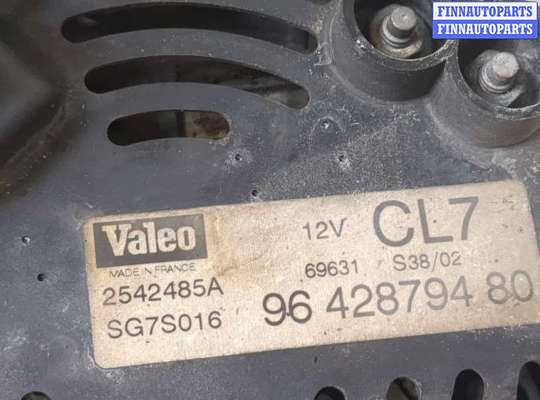 FINNAUTOPARTS
FINNAUTOPARTS
Valeo 12V CL7
MADE IN FRANCE 69631 S38/02
2542485A
SG7S016 96 428794 80